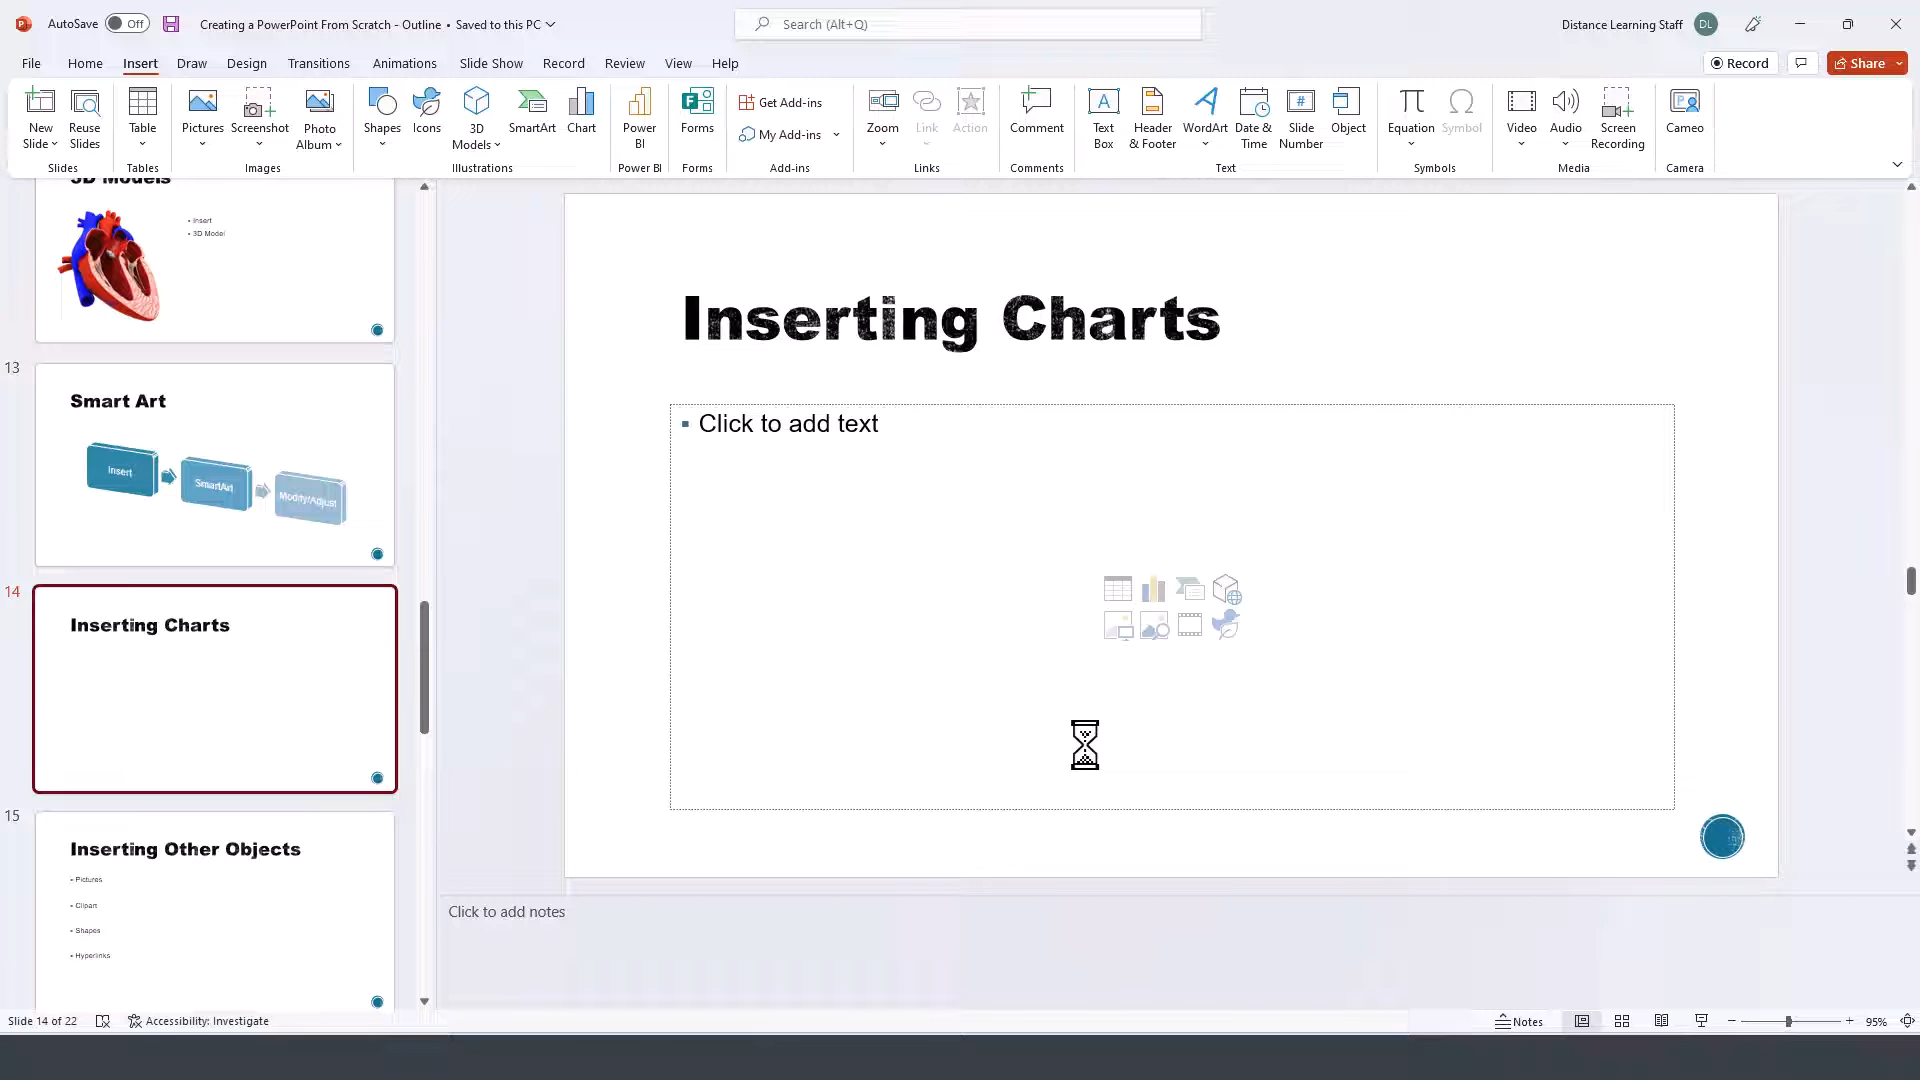 AutoSave Off Creating a PowerPoint From Scratch - Outline • Saved to this PC Search (Alt+Q) Distance Learning Staff DL
File Home Insert Draw Design Transitions Animations Slide Show Record Review View Help Record Share
New Slide
Reuse Slides
Table
Pictures
Screenshot
Photo Album
Shapes
Icons
3D Models
SmartArt
Chart
Power BI
Forms
Get Add-ins
My Add-ins
Zoom
Link
Action
Comment
Text Box
Header & Footer
WordArt
Date & Time
Slide Number
Object
Equation
Symbol
Video
Audio
Screen Recording
Cameo
Slides Tables Images Illustrations Power BI Forms Add-ins Links Comments Text Symbols Media Camera
3D Models
• Insert
• 3D Model
13
Smart Art
Insert
SmartArt
Modify/Adjust
14
Inserting Charts
15
Inserting Other Objects
• Pictures
• Clipart
• Shapes
• Hyperlinks
Inserting Charts
▪ Click to add text
Click to add notes
Slide 14 of 22 Accessibility: Investigate Notes 95%